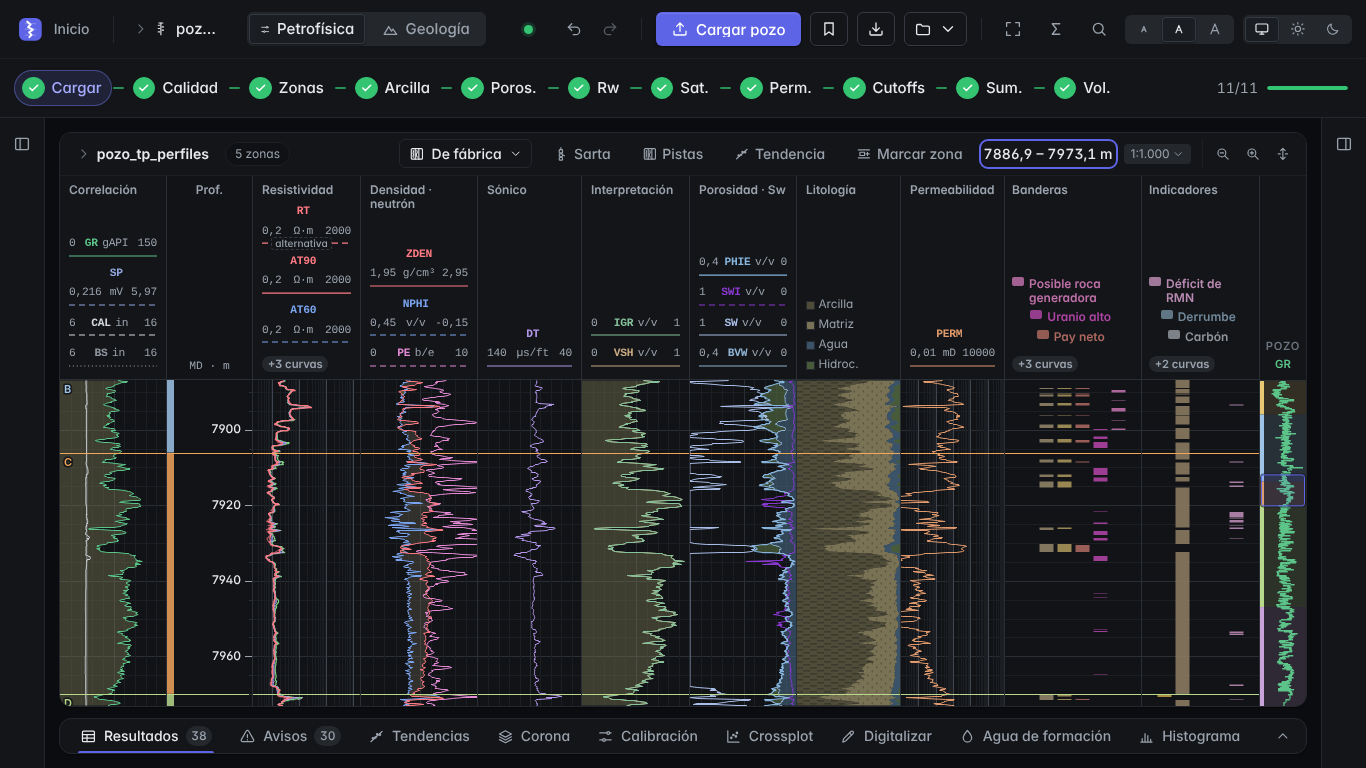 Inicio
poz...
Petrofísica
Geología
Cargar pozo
Σ
A A A
Cargar
Calidad
Zonas
Arcilla
Poros.
Rw
Sat.
Perm.
Cutoffs
Sum.
Vol.
11/11
pozo_tp_perfiles
5 zonas
De fábrica
Sarta
Pistas
Tendencia
Marcar zona
7886,9 – 7973,1 m
1:1.000
Correlación
0 GR gAPI 150
SP
0,216 mV 5,97
6 CAL in 16
6 BS in 16
Prof.
MD · m
Resistividad
RT
0,2 Ω·m 2000
alternativa
AT90
0,2 Ω·m 2000
AT60
0,2 Ω·m 2000
+3 curvas
Densidad ·
neutrón
ZDEN
1,95 g/cm³ 2,95
NPHI
0,45 v/v -0,15
0 PE b/e 10
Sónico
DT
140 µs/ft 40
Interpretación
0 IGR v/v 1
0 VSH v/v 1
Porosidad · Sw
0,4 PHIE v/v 0
1 SWI v/v 0
1 SW v/v 0
0,4 BVW v/v 0
Litología
Arcilla
Matriz
Agua
Hidroc.
Permeabilidad
PERM
0,01 mD 10000
Banderas
Posible roca
generadora
Uranio alto
Pay neto
+3 curvas
Indicadores
Déficit de
RMN
Derrumbe
Carbón
+2 curvas
POZO
GR
B
7900
C
7920
7940
7960
D
Resultados 38
Avisos 30
Tendencias
Corona
Calibración
Crossplot
Digitalizar
Agua de formación
Histograma